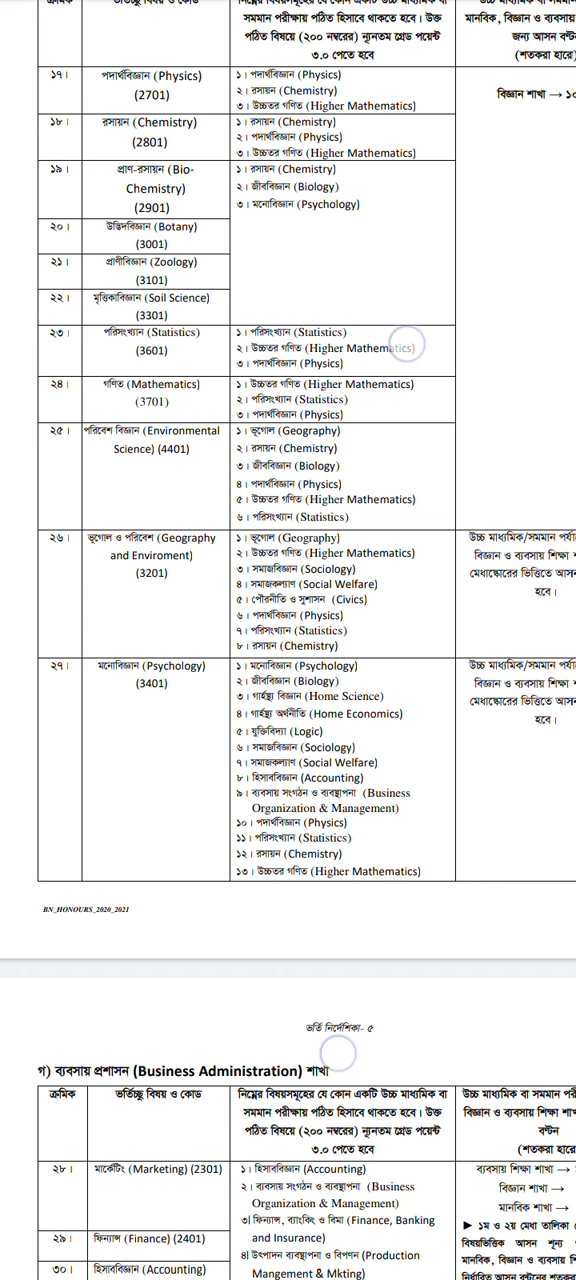 ক্রমিক
ভর্তিচ্ছু বিষয় ও কোড
নিম্নের বিষয়সমূহের যে কোন একটি উচ্চ মাধ্যমিক বা
সমমান পরীক্ষায় পঠিত হিসাবে থাকতে হবে। উক্ত
পঠিত বিষয়ে (২০০ নম্বরের) ন্যূনতম গ্রেড পয়েন্ট
৩.০ পেতে হবে
উচ্চ মাধ্যমিক বা সমমান
মানবিক, বিজ্ঞান ও ব্যবসায়
জন্য আসন বণ্টন
(শতকরা হারে)
১৭।
পদার্থবিজ্ঞান (Physics)
(2701)
১। পদার্থবিজ্ঞান (Physics)
২। রসায়ন (Chemistry)
৩। উচ্চতর গণিত (Higher Mathematics)
বিজ্ঞান শাখা → ১০
১৮।
রসায়ন (Chemistry)
(2801)
১। রসায়ন (Chemistry)
২। পদার্থবিজ্ঞান (Physics)
৩। উচ্চতর গণিত (Higher Mathematics)
১৯।
প্রাণ-রসায়ন (Bio-
Chemistry)
(2901)
১। রসায়ন (Chemistry)
২। জীববিজ্ঞান (Biology)
৩। মনোবিজ্ঞান (Psychology)
২০।
উদ্ভিদবিজ্ঞান (Botany)
(3001)
২১।
প্রাণীবিজ্ঞান (Zoology)
(3101)
২২।
মৃত্তিকাবিজ্ঞান (Soil Science)
(3301)
২৩।
পরিসংখ্যান (Statistics)
(3601)
১। পরিসংখ্যান (Statistics)
২। উচ্চতর গণিত (Higher Mathematics)
৩। পদার্থবিজ্ঞান (Physics)
২৪।
গণিত (Mathematics)
(3701)
১। উচ্চতর গণিত (Higher Mathematics)
২। পরিসংখ্যান (Statistics)
৩। পদার্থবিজ্ঞান (Physics)
২৫।
পরিবেশ বিজ্ঞান (Environmental
Science) (4401)
১। ভূগোল (Geography)
২। রসায়ন (Chemistry)
৩। জীববিজ্ঞান (Biology)
৪। পদার্থবিজ্ঞান (Physics)
৫। উচ্চতর গণিত (Higher Mathematics)
৬। পরিসংখ্যান (Statistics)
২৬।
ভূগোল ও পরিবেশ (Geography
and Enviroment)
(3201)
১। ভূগোল (Geography)
২। উচ্চতর গণিত (Higher Mathematics)
৩। সমাজবিজ্ঞান (Sociology)
৪। সমাজকল্যাণ (Social Welfare)
৫। পৌরনীতি ও সুশাসন (Civics)
৬। পদার্থবিজ্ঞান (Physics)
৭। পরিসংখ্যান (Statistics)
৮। রসায়ন (Chemistry)
উচ্চ মাধ্যমিক/সমমান পর্যা
বিজ্ঞান ও ব্যবসায় শিক্ষা
মেধাস্কোরের ভিত্তিতে আসন
হবে।
২৭।
মনোবিজ্ঞান (Psychology)
(3401)
১। মনোবিজ্ঞান (Psychology)
২। জীববিজ্ঞান (Biology)
৩। গার্হস্থ্য বিজ্ঞান (Home Science)
৪। গার্হস্থ্য অর্থনীতি (Home Economics)
৫। যুক্তিবিদ্যা (Logic)
৬। সমাজবিজ্ঞান (Sociology)
৭। সমাজকল্যাণ (Social Welfare)
৮। হিসাববিজ্ঞান (Accounting)
৯। ব্যবসায় সংগঠন ও ব্যবস্থাপনা (Business
Organization & Management)
১০। পদার্থবিজ্ঞান (Physics)
১১। পরিসংখ্যান (Statistics)
১২। রসায়ন (Chemistry)
১৩। উচ্চতর গণিত (Higher Mathematics)
উচ্চ মাধ্যমিক/সমমান পর্যা
বিজ্ঞান ও ব্যবসায় শিক্ষা
মেধাস্কোরের ভিত্তিতে আসন
হবে।
BN_HONOURS_2020_2021
ভর্তি নির্দেশিকা- ৫
গ) ব্যবসায় প্রশাসন (Business Administration) শাখা
ক্রমিক
ভর্তিচ্ছু বিষয় ও কোড
নিম্নের বিষয়সমূহের যে কোন একটি উচ্চ মাধ্যমিক বা
সমমান পরীক্ষায় পঠিত হিসাবে থাকতে হবে। উক্ত
পঠিত বিষয়ে (২০০ নম্বরের) ন্যূনতম গ্রেড পয়েন্ট
৩.০ পেতে হবে
উচ্চ মাধ্যমিক বা সমমান
বিজ্ঞান ও ব্যবসায় শিক্ষা
বণ্টন
(শতকরা হারে
২৮।
মার্কেটিং (Marketing) (2301)
১। হিসাববিজ্ঞান (Accounting)
২। ব্যবসায় সংগঠন ও ব্যবস্থাপনা (Business
Organization & Management)
৩। ফিন্যান্স, ব্যাংকিং ও বিমা (Finance, Banking
and Insurance)
৪। উৎপাদন ব্যবস্থাপনা ও বিপণন (Production
Mangement & Mkting)
ব্যবসায় শিক্ষা শাখা →
বিজ্ঞান শাখা →
মানবিক শাখা →
► ১ম ও ২য় মেধা তালিকা
বিষয়ভিত্তিক আসন শূন্য
মানবিক, বিজ্ঞান ও ব্যবসায়
নির্ধারিত আসন বণ্টনের
২৯।
ফিন্যান্স (Finance) (2401)
৩০।
হিসাববিজ্ঞান (Accounting)